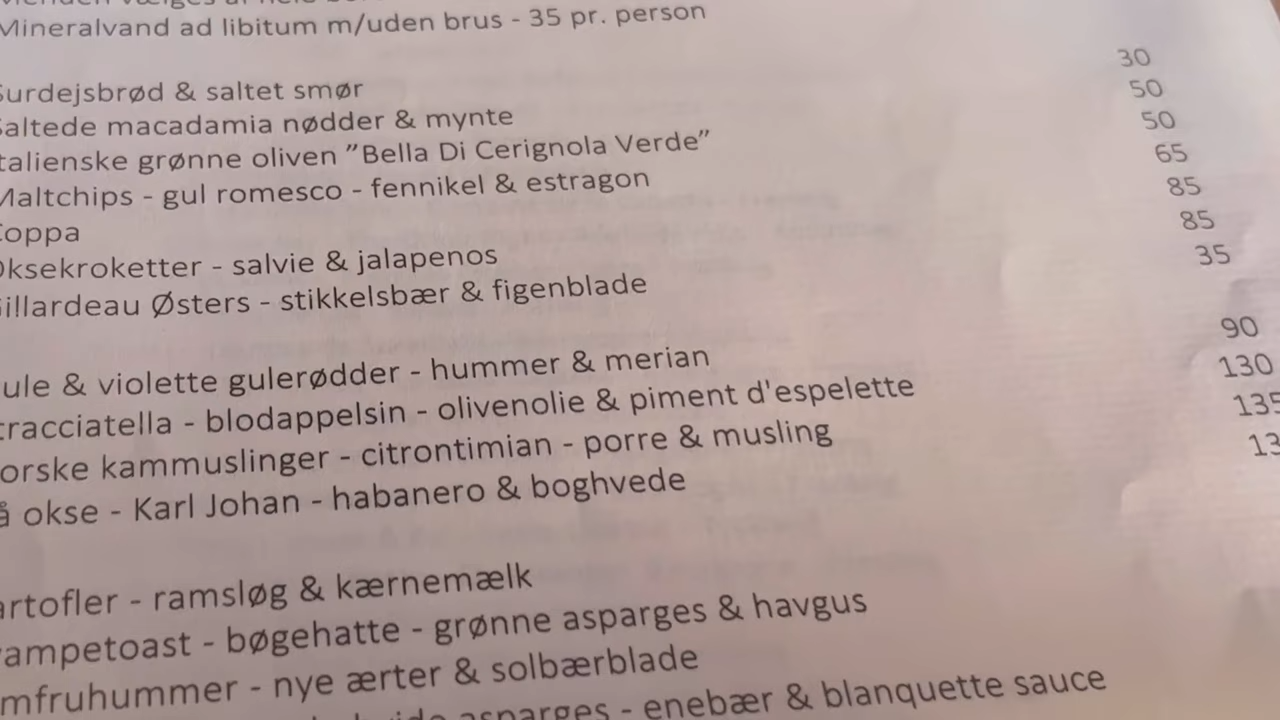 Mineralvand ad libitum m/uden brus - 35 pr. person
Surdejsbrød & saltet smør 30
Saltede macadamia nødder & mynte 50
talienske grønne oliven ”Bella Di Cerignola Verde” 50
Maltchips - gul romesco - fennikel & estragon 65
Coppa 85
Oksekroketter - salvie & jalapenos 85
Gillardeau Østers - stikkelsbær & figenblade 35
ule & violette gulerødder - hummer & merian 90
tracciatella - blodappelsin - olivenolie & piment d'espelette 130
orske kammuslinger - citrontimian - porre & musling 135
å okse - Karl Johan - habanero & boghvede 13
artofler - ramsløg & kærnemælk
ampetoast - bøgehatte - grønne asparges & havgus
mfruhummer - nye ærter & solbærblade
asparges - enebær & blanquette sauce